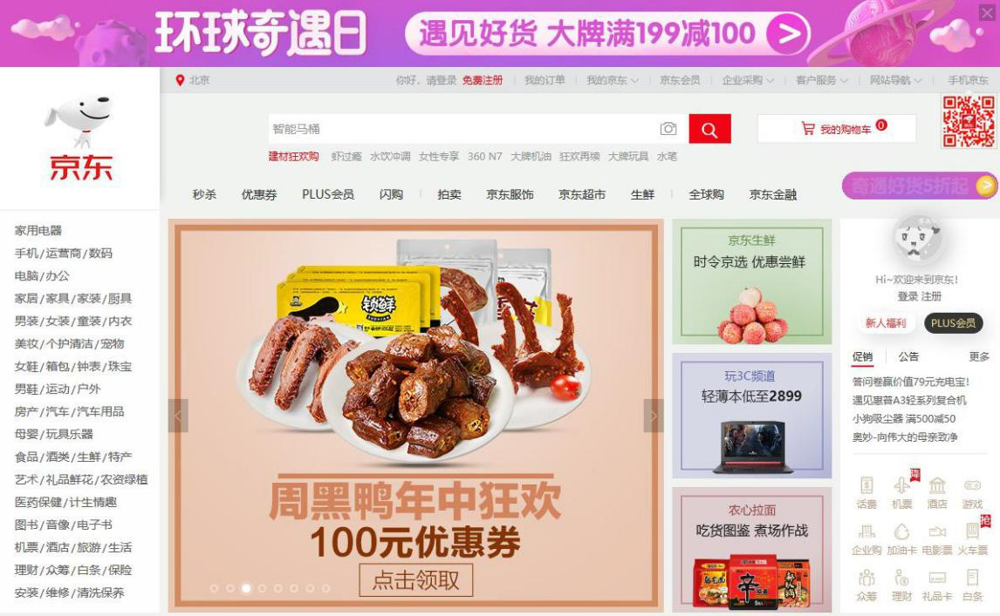 环球奇遇日
遇见好货 大牌满199减100
京东
北京
你好，请登录 免费注册 我的订单 我的京东 京东会员 企业采购 客户服务 网站导航 手机京东
智能马桶
我的购物车 0
建材狂欢购 虾过瘾 水饮冲调 女性专享 360 N7 大牌机油 狂欢再续 大牌玩具 水笔
秒杀 优惠券 PLUS会员 闪购 拍卖 京东服饰 京东超市 生鲜 全球购 京东金融
奇遇好货5折起
家用电器
手机/运营商/数码
电脑/办公
家居/家具/家装/厨具
男装/女装/童装/内衣
美妆/个护清洁/宠物
女鞋/箱包/钟表/珠宝
男鞋/运动/户外
房产/汽车/汽车用品
母婴/玩具乐器
食品/酒类/生鲜/特产
艺术/礼品鲜花/农资绿植
医药保健/计生情趣
图书/音像/电子书
机票/酒店/旅游/生活
理财/众筹/白条/保险
安装/维修/清洗保养
锁鲜
周黑鸭年中狂欢
100元优惠券
点击领取
京东生鲜
时令京选 优惠尝鲜
玩3C频道
轻薄本低至2899
农心拉面
吃货图鉴 煮场作战
辛
Hi~欢迎来到京东!
登录 注册
新人福利 PLUS会员
促销 公告 更多
答问卷赢价值79元充电宝!
遇见惠普A3轻系列复合机
小狗吸尘器 满500减50
奥妙-向伟大的母亲致净
话费 机票 酒店 游戏
抢
企业购 加油卡 电影票 火车票
众筹 理财 礼品卡 白条